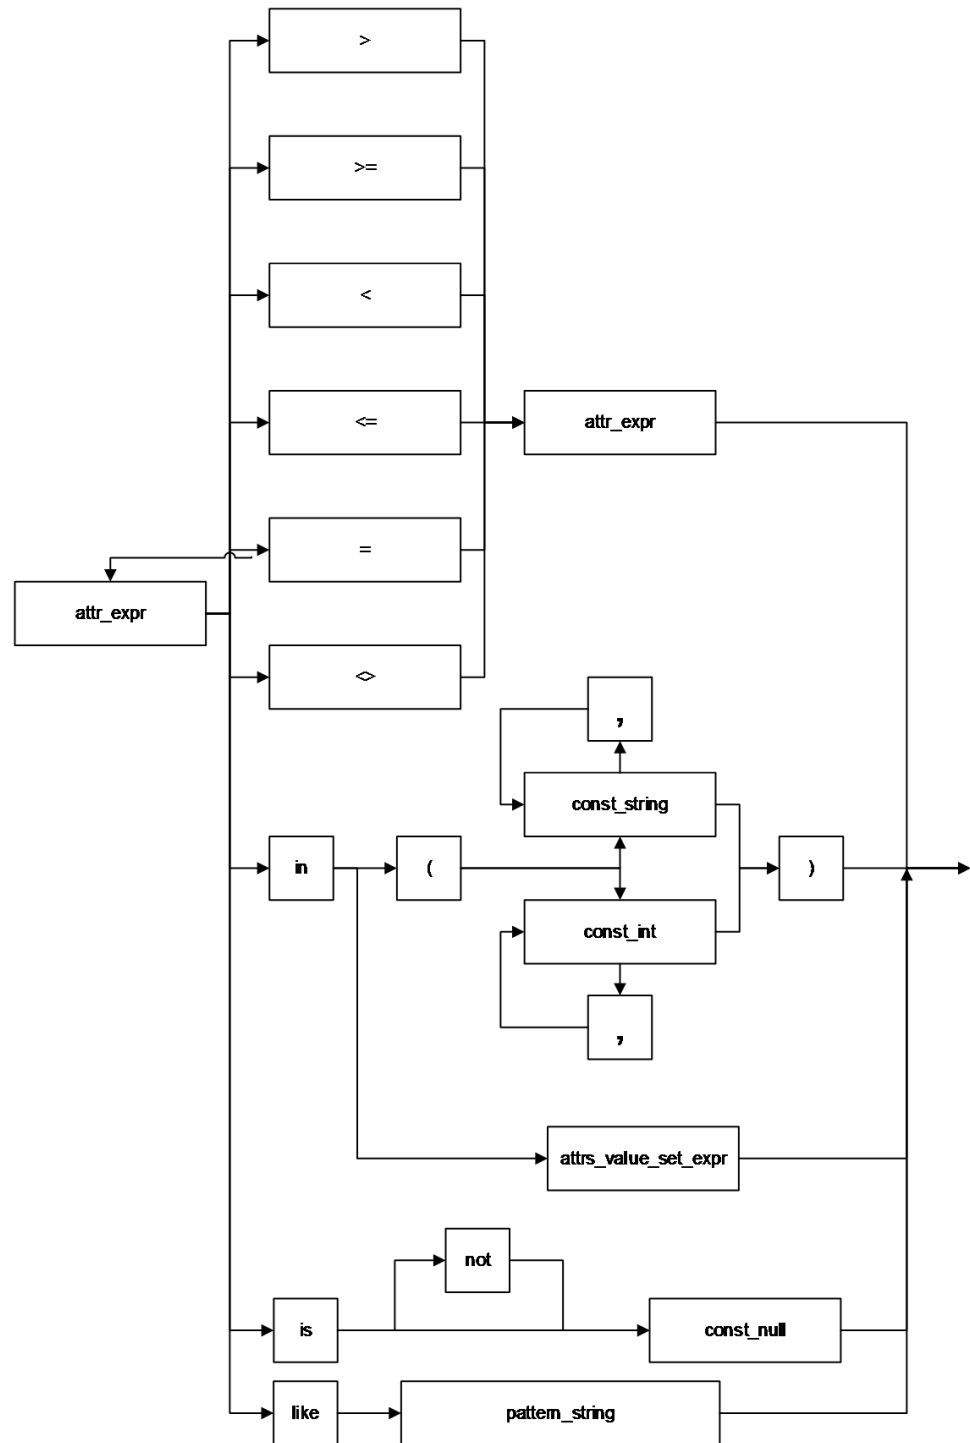 >
>=
<
<=
attr_expr
=
attr_expr
<>
,
const_string
in
(
)
const_int
,
attrs_value_set_expr
not
is
const_null
like
pattern_string